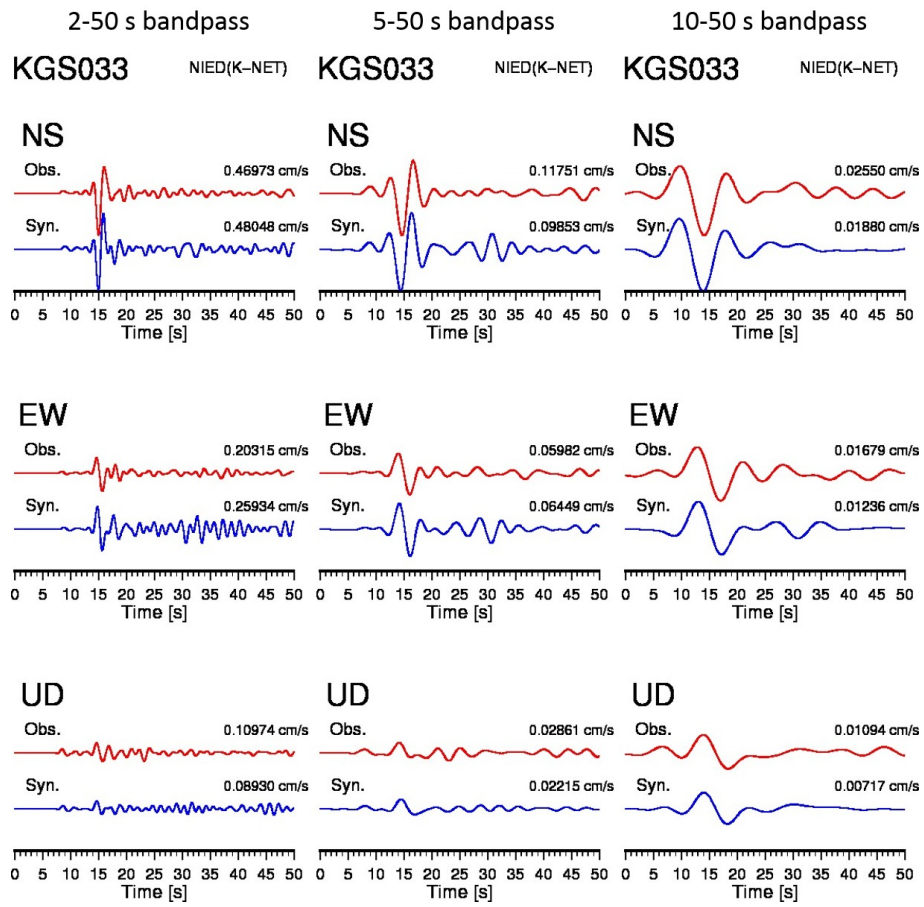 2-50 s bandpass 5-50 s bandpass 10-50 s bandpass
KGS033 NIED(K−NET) KGS033 NIED(K−NET) KGS033 NIED(K−NET)
NS NS NS
Obs. 0.46973 cm/s Obs. 0.11751 cm/s Obs. 0.02550 cm/s
Syn. 0.48048 cm/s Syn. 0.09853 cm/s Syn. 0.01880 cm/s
0 5 10 15 20 25 30 35 40 45 50 0 5 10 15 20 25 30 35 40 45 50 0 5 10 15 20 25 30 35 40 45 50
Time [s] Time [s] Time [s]
EW EW EW
Obs. 0.20315 cm/s Obs. 0.05982 cm/s Obs. 0.01679 cm/s
Syn. 0.25934 cm/s Syn. 0.06449 cm/s Syn. 0.01236 cm/s
0 5 10 15 20 25 30 35 40 45 50 0 5 10 15 20 25 30 35 40 45 50 0 5 10 15 20 25 30 35 40 45 50
Time [s] Time [s] Time [s]
UD UD UD
Obs. 0.10974 cm/s Obs. 0.02861 cm/s Obs. 0.01094 cm/s
Syn. 0.08930 cm/s Syn. 0.02215 cm/s Syn. 0.00717 cm/s
0 5 10 15 20 25 30 35 40 45 50 0 5 10 15 20 25 30 35 40 45 50 0 5 10 15 20 25 30 35 40 45 50
Time [s] Time [s] Time [s]